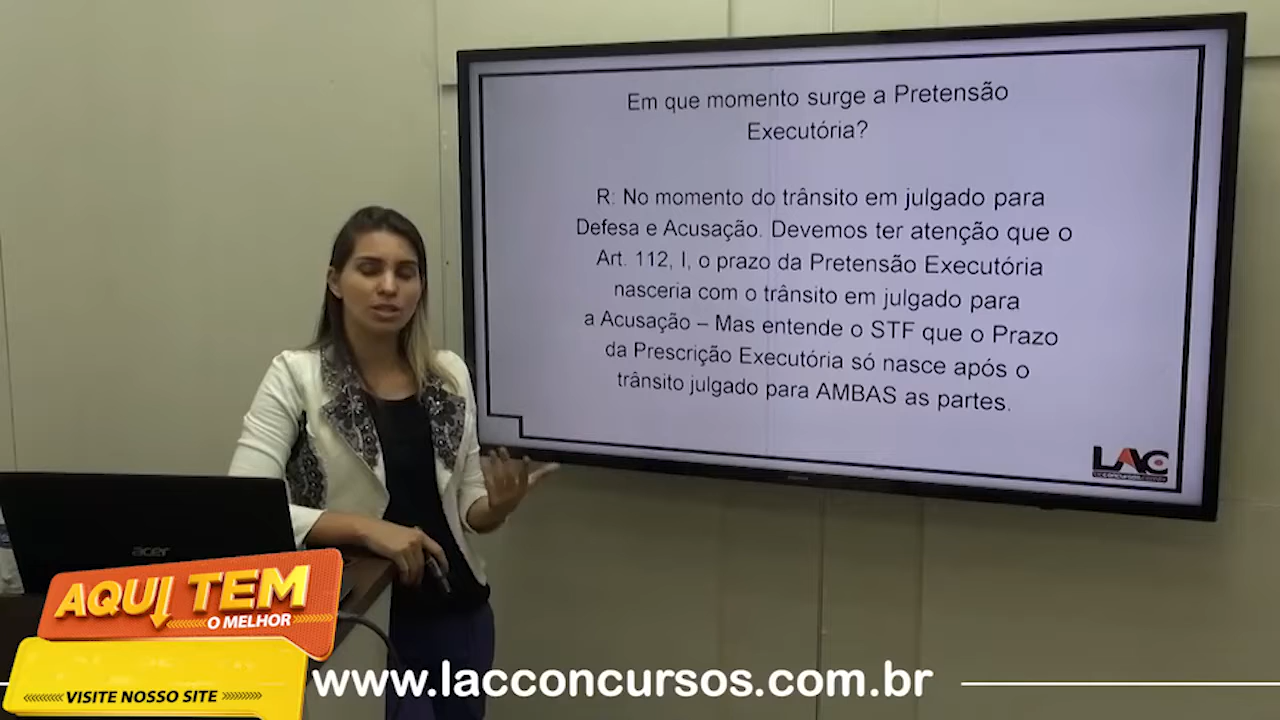 Em que momento surge a Pretensão
Executória?
R: No momento do trânsito em julgado para
Defesa e Acusação. Devemos ter atenção que o
Art. 112, I, o prazo da Pretensão Executória
nasceria com o trânsito em julgado para
a Acusação – Mas entende o STF que o Prazo
da Prescrição Executória só nasce após o
trânsito julgado para AMBAS as partes.
LAC
acer
AQUI TEM
O MELHOR
VISITE NOSSO SITE
www.lacconcursos.com.br